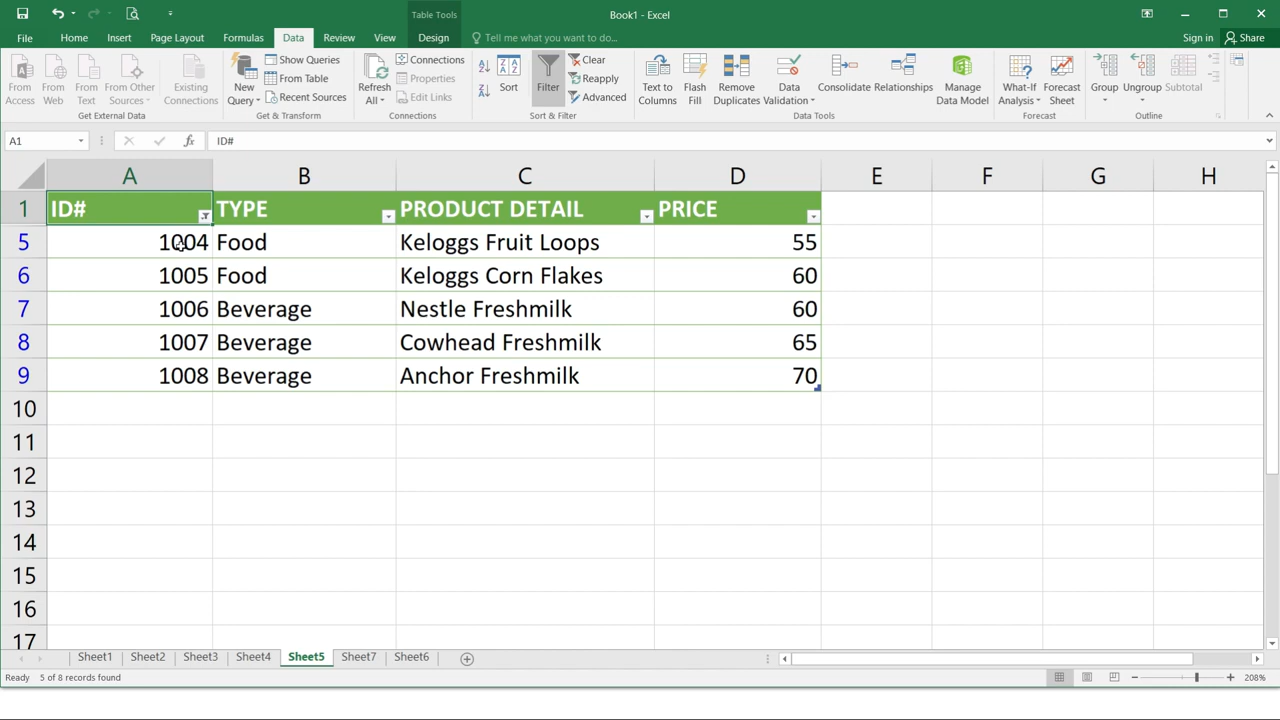 Table Tools
Book1 - Excel
File Home Insert Page Layout Formulas Data Review View Design Tell me what you want to do... Sign in Share
From Access
From Web
From Text
From Other Sources
Existing Connections
Get External Data
New Query
Show Queries
From Table
Recent Sources
Get & Transform
Refresh All
Connections
Properties
Edit Links
Connections
Sort
Filter
Clear
Reapply
Advanced
Sort & Filter
Text to Columns
Flash Fill
Remove Duplicates
Data Validation
Consolidate
Relationships
Manage Data Model
Data Tools
What-If Analysis
Forecast Sheet
Forecast
Group
Ungroup
Subtotal
Outline
A1 fx ID#
A B C D E F G H
1 ID# TYPE PRODUCT DETAIL PRICE
5 1004 Food Keloggs Fruit Loops 55
6 1005 Food Keloggs Corn Flakes 60
7 1006 Beverage Nestle Freshmilk 60
8 1007 Beverage Cowhead Freshmilk 65
9 1008 Beverage Anchor Freshmilk 70
10
11
12
13
14
15
16
17
Sheet1 Sheet2 Sheet3 Sheet4 Sheet5 Sheet7 Sheet6
Ready 5 of 8 records found 208%